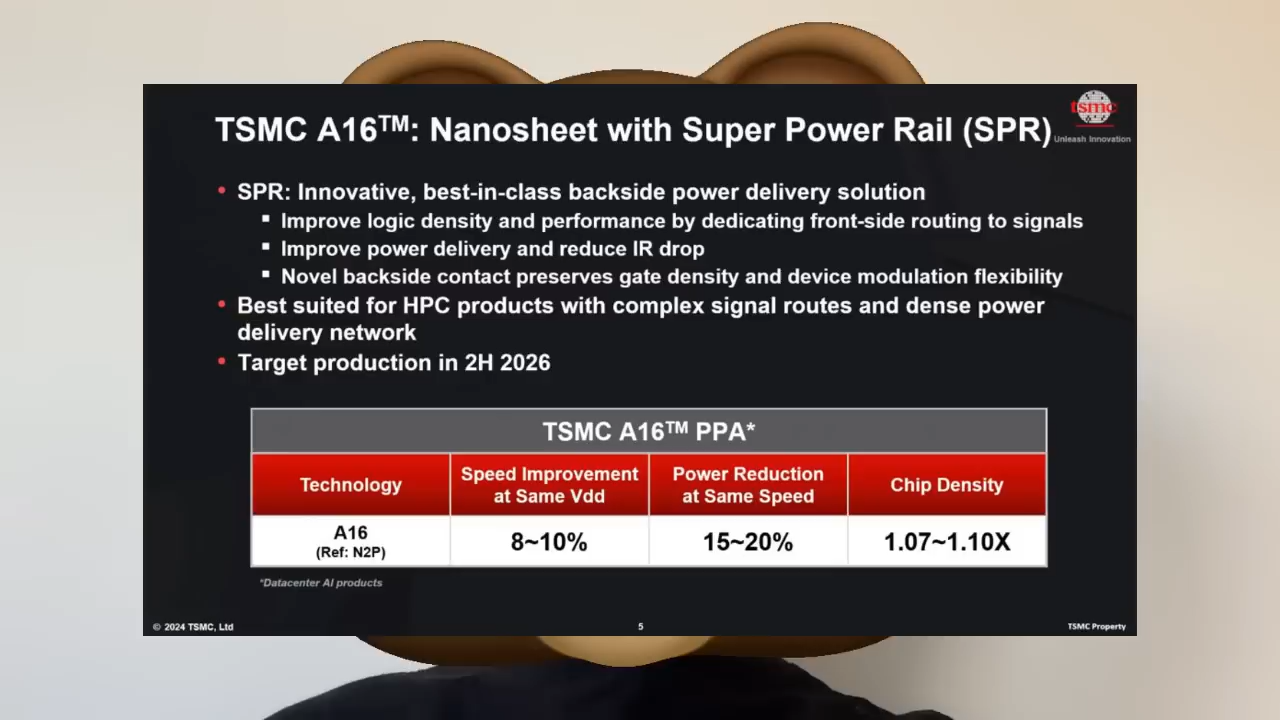 TSMC A16™: Nanosheet with Super Power Rail (SPR)
tsmc
Unleash Innovation
• SPR: Innovative, best-in-class backside power delivery solution
▪ Improve logic density and performance by dedicating front-side routing to signals
▪ Improve power delivery and reduce IR drop
▪ Novel backside contact preserves gate density and device modulation flexibility
• Best suited for HPC products with complex signal routes and dense power
delivery network
• Target production in 2H 2026
TSMC A16™ PPA*
Technology
Speed Improvement
at Same Vdd
Power Reduction
at Same Speed
Chip Density
A16
(Ref: N2P)
8~10%
15~20%
1.07~1.10X
*Datacenter AI products
© 2024 TSMC, Ltd
5
TSMC Property